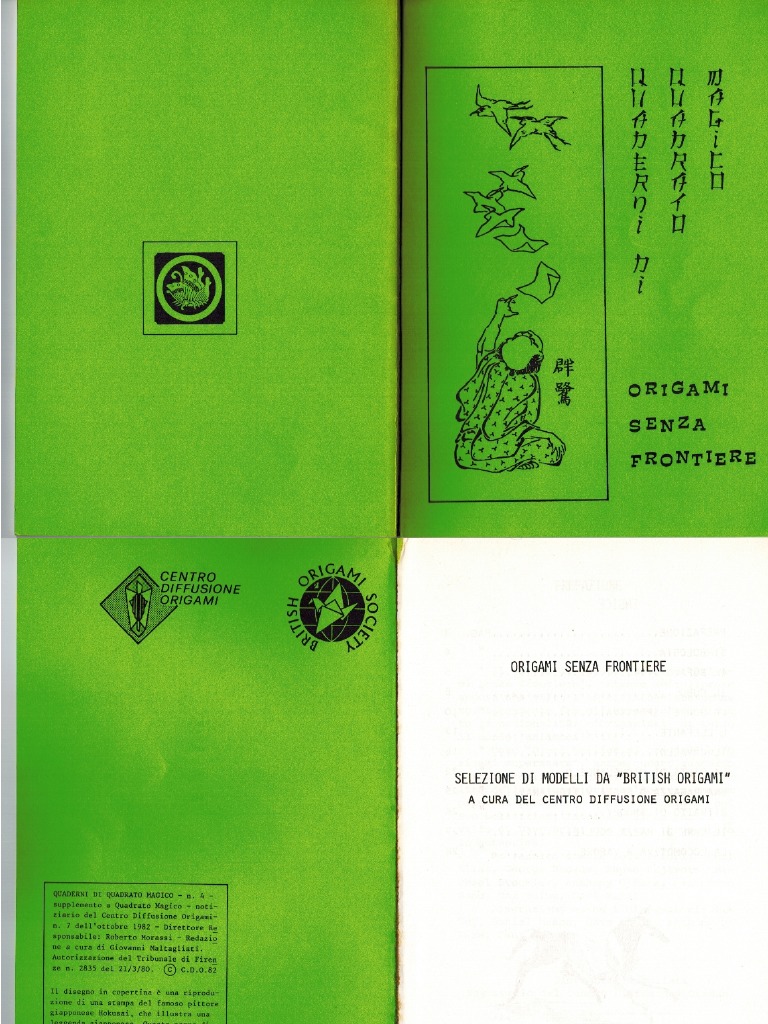 QUADERNI DI
QUADRATO
MAGICO
群鷺
ORIGAMI
SENZA
FRONTIERE
CENTRO
DIFFUSIONE
ORIGAMI
BRITISH ORIGAMI SOCIETY
QUADERNI DI QUADRATO MAGICO - n. 4 -
supplemento a Quadrato Magico - noti-
ziario del Centro Diffusione Origami-
n. 7 dell'ottobre 1982 - Direttore Re
sponsabile: Roberto Morassi - Redazio
ne a cura di Giovanni Maltagliati.
Autorizzazione del Tribunale di Firen
ze n. 2835 del 21/3/80. © C.D.O.82
Il disegno in copertina è una riprodu-
zione di una stampa del famoso pittore
giapponese Hokusai, che illustra una
leggenda giapponese.
ORIGAMI SENZA FRONTIERE
SELEZIONE DI MODELLI DA "BRITISH ORIGAMI"
A CURA DEL CENTRO DIFFUSIONE ORIGAMI